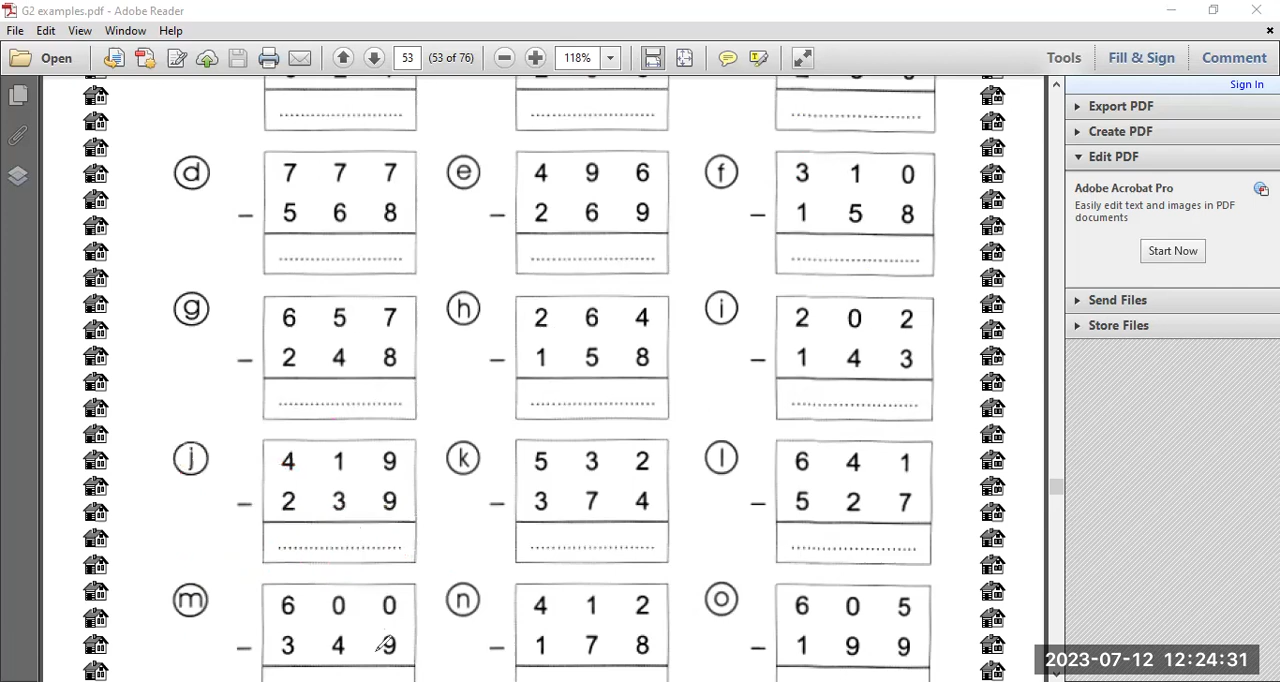 G2 examples.pdf - Adobe Reader
File Edit View Window Help
Open 53 (53 of 76) 118% Tools Fill & Sign Comment
Sign In
Export PDF
Create PDF
Edit PDF
Adobe Acrobat Pro
Easily edit text and images in PDF
documents
Start Now
Send Files
Store Files
d 7 7 7 e 4 9 6 f 3 1 0
– 5 6 8 – 2 6 9 – 1 5 8
g 6 5 7 h 2 6 4 i 2 0 2
– 2 4 8 – 1 5 8 – 1 4 3
j 4 1 9 k 5 3 2 l 6 4 1
– 2 3 9 – 3 7 4 – 5 2 7
m 6 0 0 n 4 1 2 o 6 0 5
– 3 4 9 – 1 7 8 – 1 9 9
2023-07-12 12:24:31